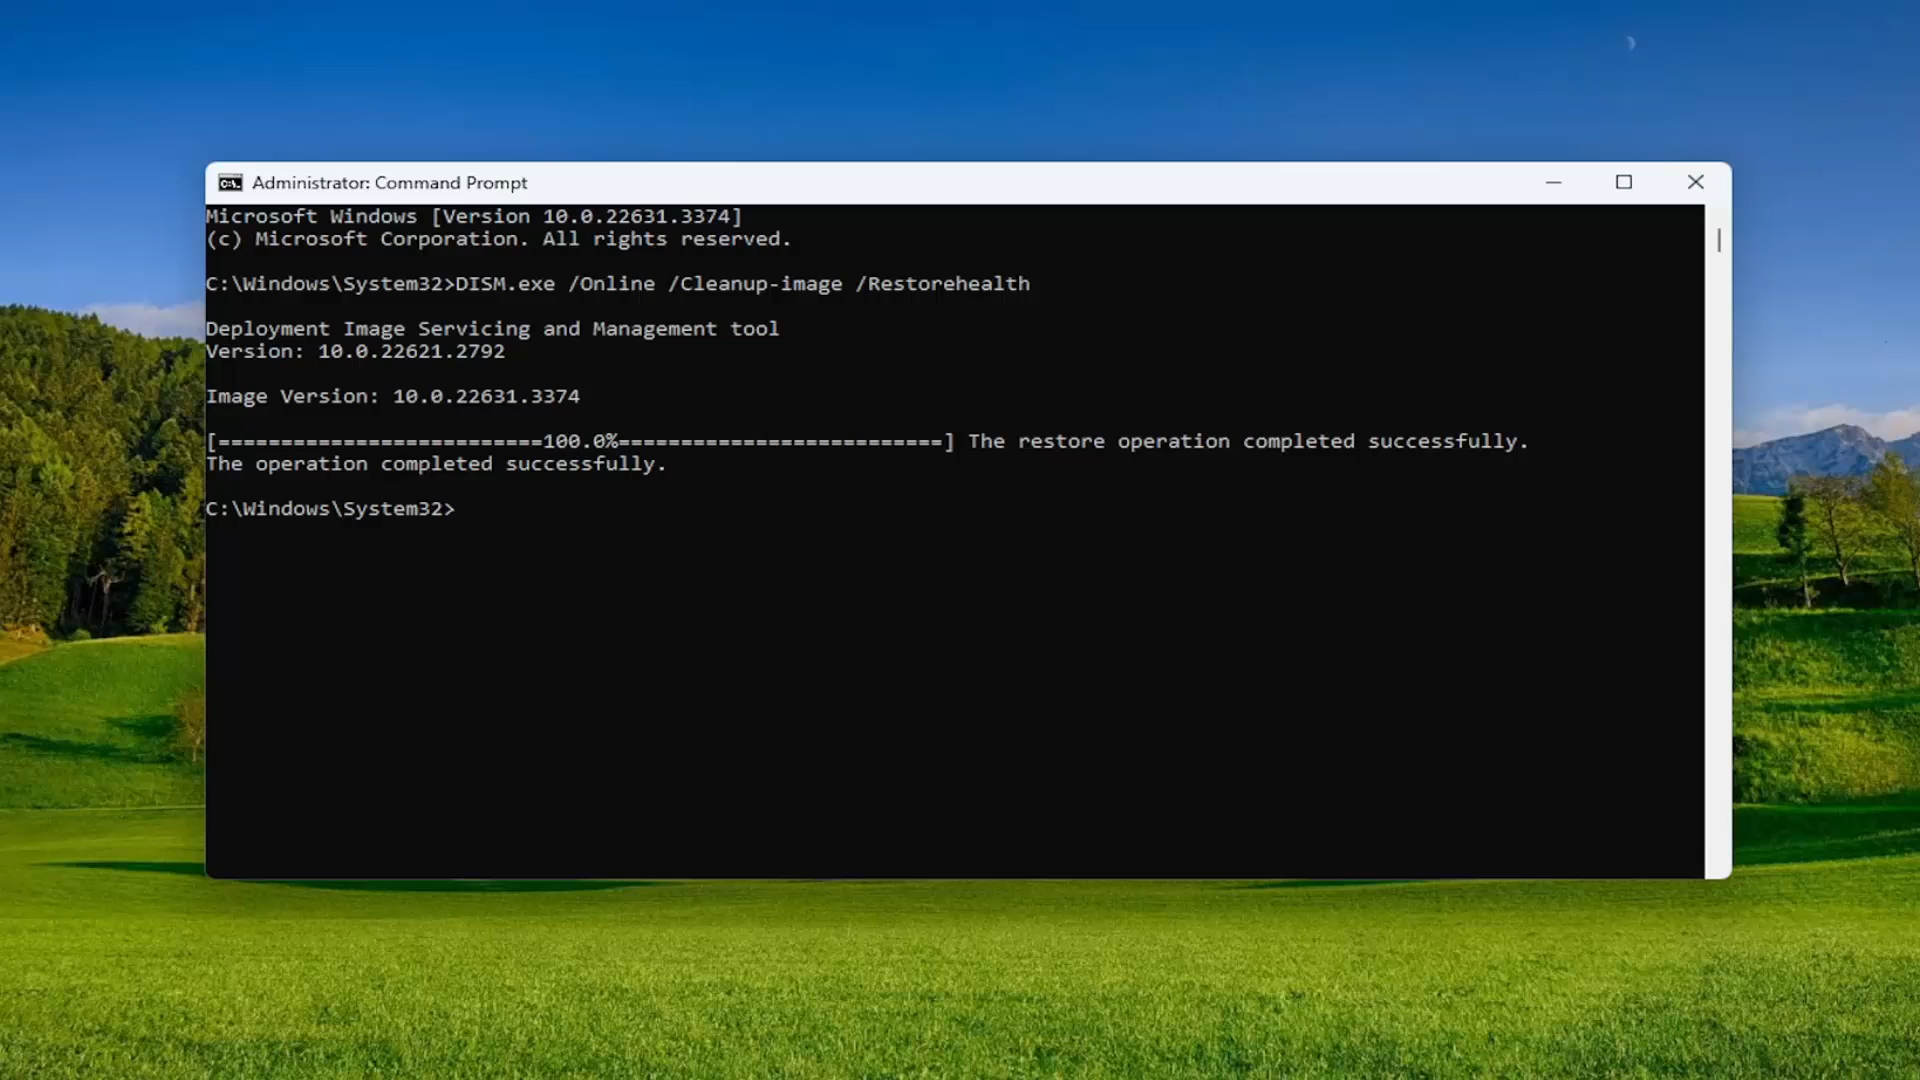 Administrator: Command Prompt
Microsoft Windows [Version 10.0.22631.3374]
(c) Microsoft Corporation. All rights reserved.
C:\Windows\System32>DISM.exe /Online /Cleanup-image /Restorehealth
Deployment Image Servicing and Management tool
Version: 10.0.22621.2792
Image Version: 10.0.22631.3374
[==========================100.0%==========================] The restore operation completed successfully.
The operation completed successfully.
C:\Windows\System32>